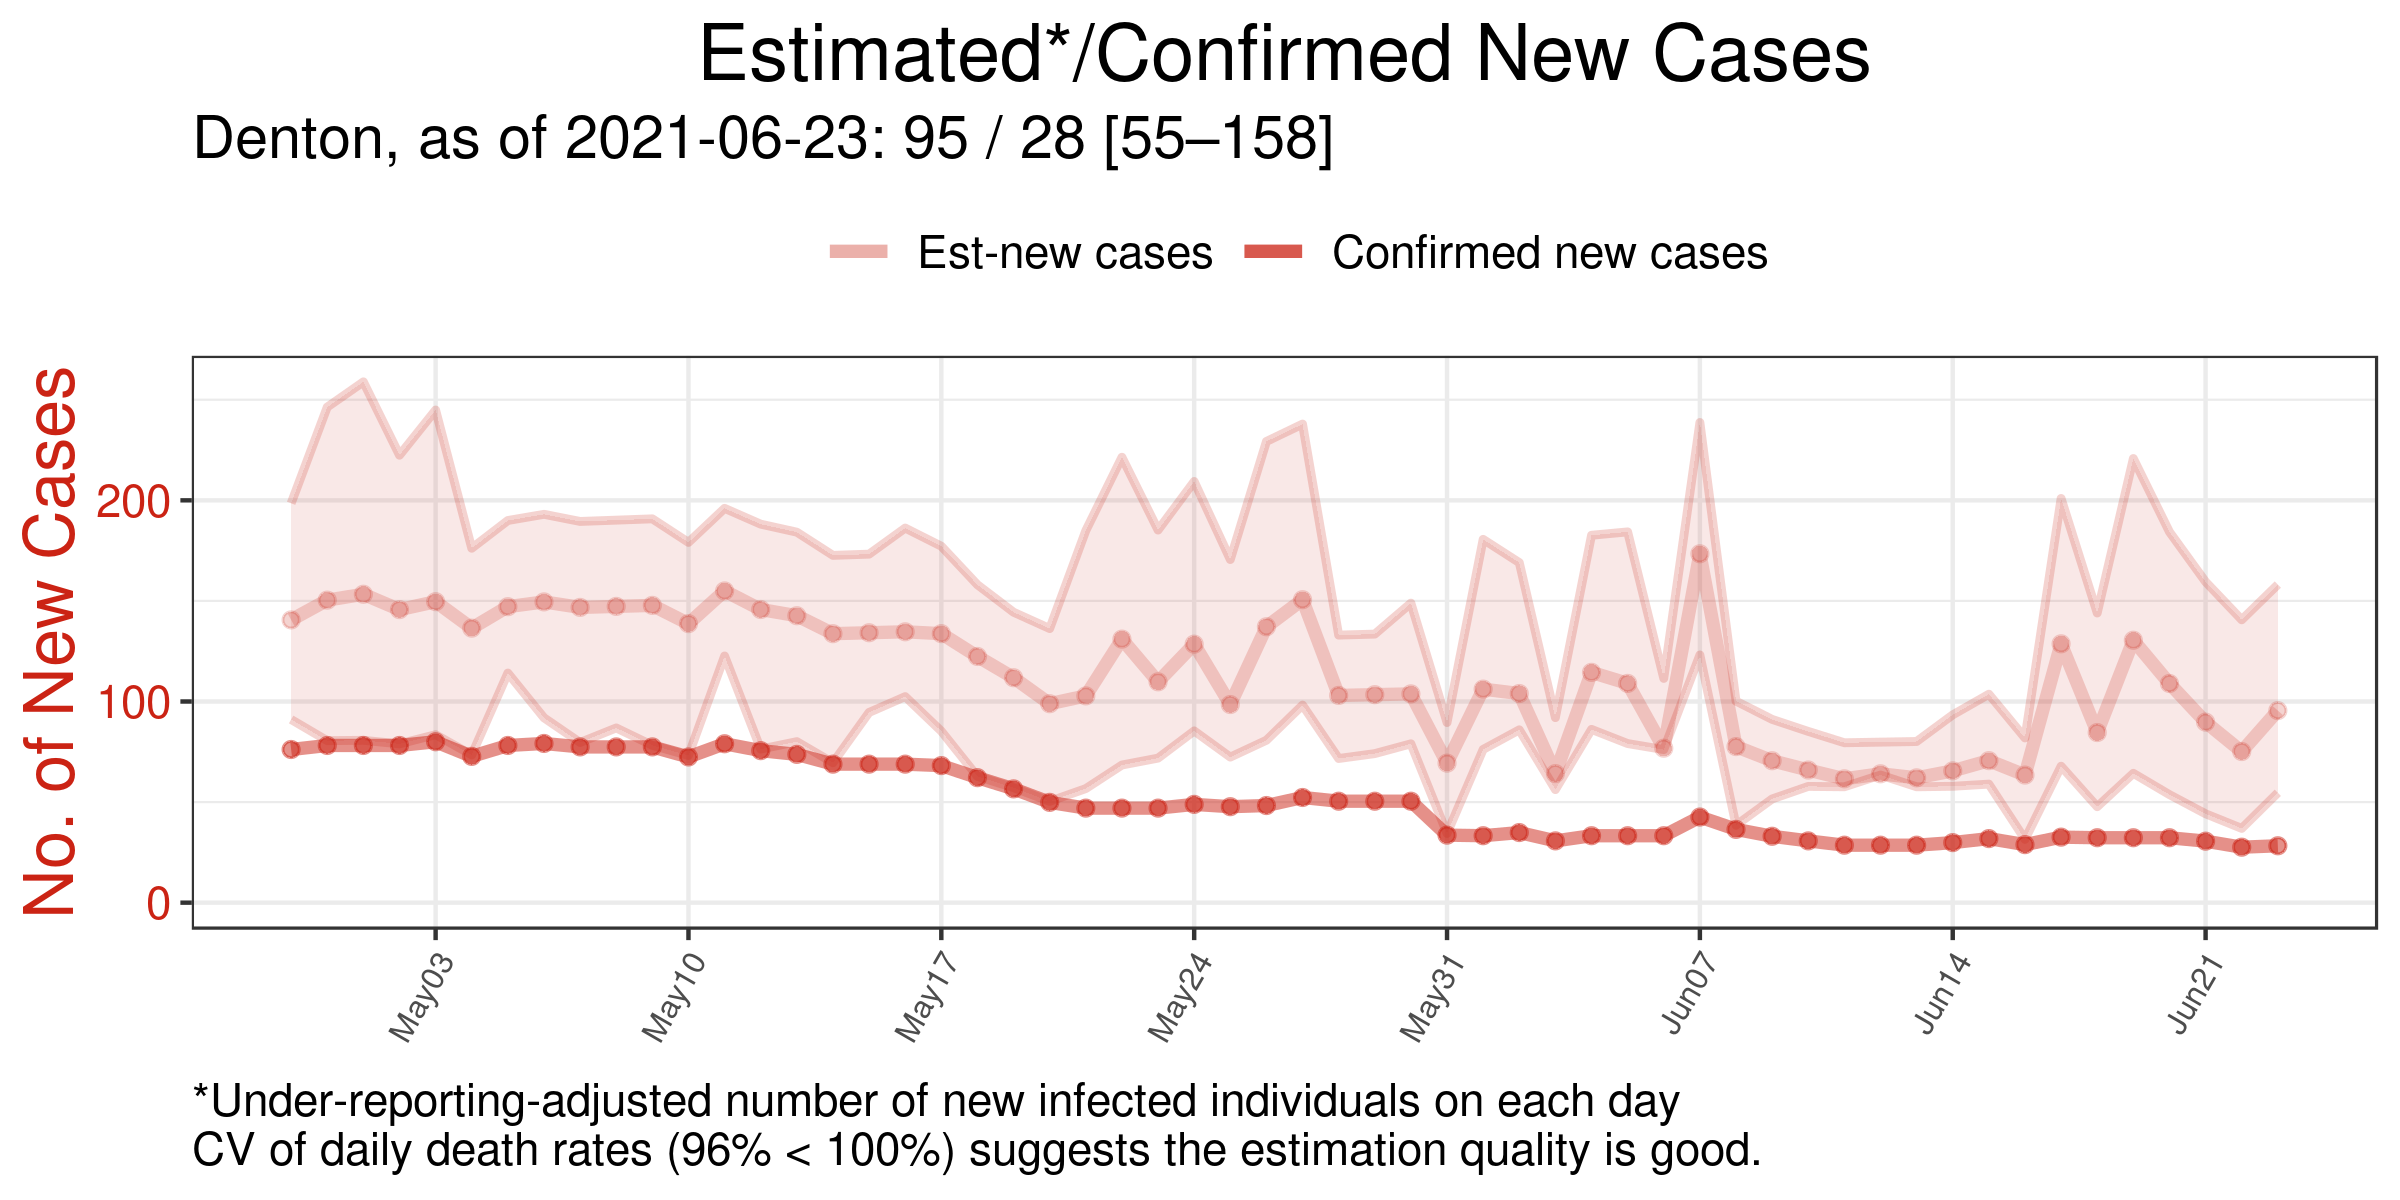 Estimated*/Confirmed New Cases
Denton, as of 2021-06-23: 95 / 28 [55–158]
Est-new cases
Confirmed new cases
No. of New Cases
200
100
0
May03
May10
May17
May24
May31
Jun07
Jun14
Jun21
*Under-reporting-adjusted number of new infected individuals on each day
CV of daily death rates (96% < 100%) suggests the estimation quality is good.